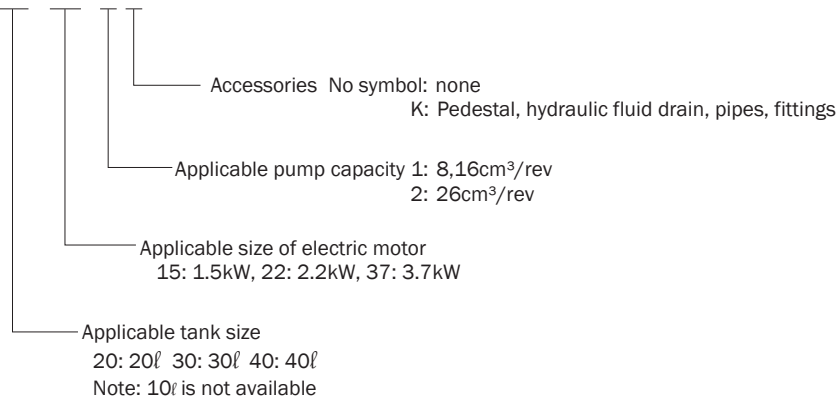 Accessories No symbol: none
K: Pedestal, hydraulic fluid drain, pipes, fittings
Applicable pump capacity 1: 8,16cm³/rev
2: 26cm³/rev
Applicable size of electric motor
15: 1.5kW, 22: 2.2kW, 37: 3.7kW
Applicable tank size
20: 20ℓ 30: 30ℓ 40: 40ℓ
Note: 10ℓ is not available